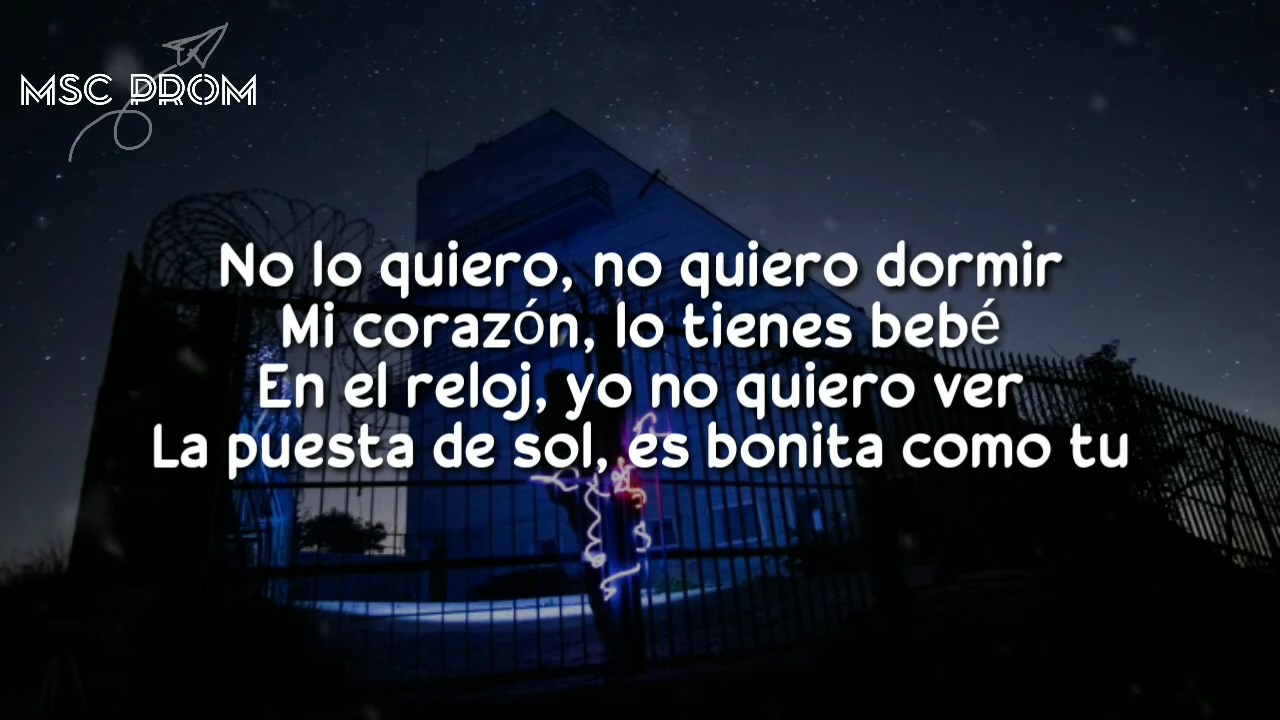 MSC PROM
No lo quiero, no quiero dormir
Mi corazón, lo tienes bebé
En el reloj, yo no quiero ver
La puesta de sol, es bonita como tu